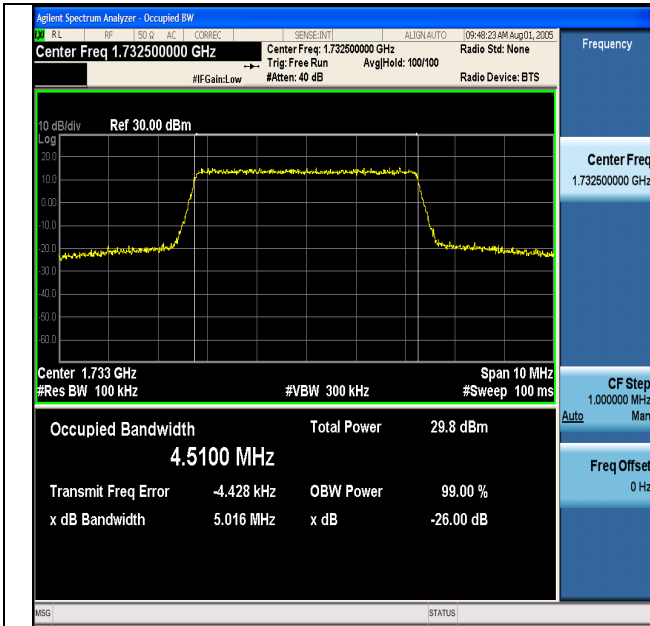 Agilent Spectrum Analyzer - Occupied BW
RL RF 50 Ω AC CORREC SENSE:INT ALIGN AUTO 09:48:23 AM Aug 01, 2005
Center Freq 1.732500000 GHz
Center Freq: 1.732500000 GHz
Radio Std: None
Trig: Free Run Avg|Hold: 100/100
#IFGain:Low
#Atten: 40 dB
Radio Device: BTS
Frequency
10 dB/div Ref 30.00 dBm
Log
20.0
10.0
0.00
-10.0
-20.0
-30.0
-40.0
-50.0
-60.0
Center 1.733 GHz Span 10 MHz
#Res BW 100 kHz #VBW 300 kHz #Sweep 100 ms
Occupied Bandwidth Total Power 29.8 dBm
4.5100 MHz
Transmit Freq Error -4.428 kHz OBW Power 99.00 %
x dB Bandwidth 5.016 MHz x dB -26.00 dB
Center Freq
1.732500000 GHz
CF Step
1.000000 MHz
Auto Man
Freq Offset
0 Hz
MSG STATUS